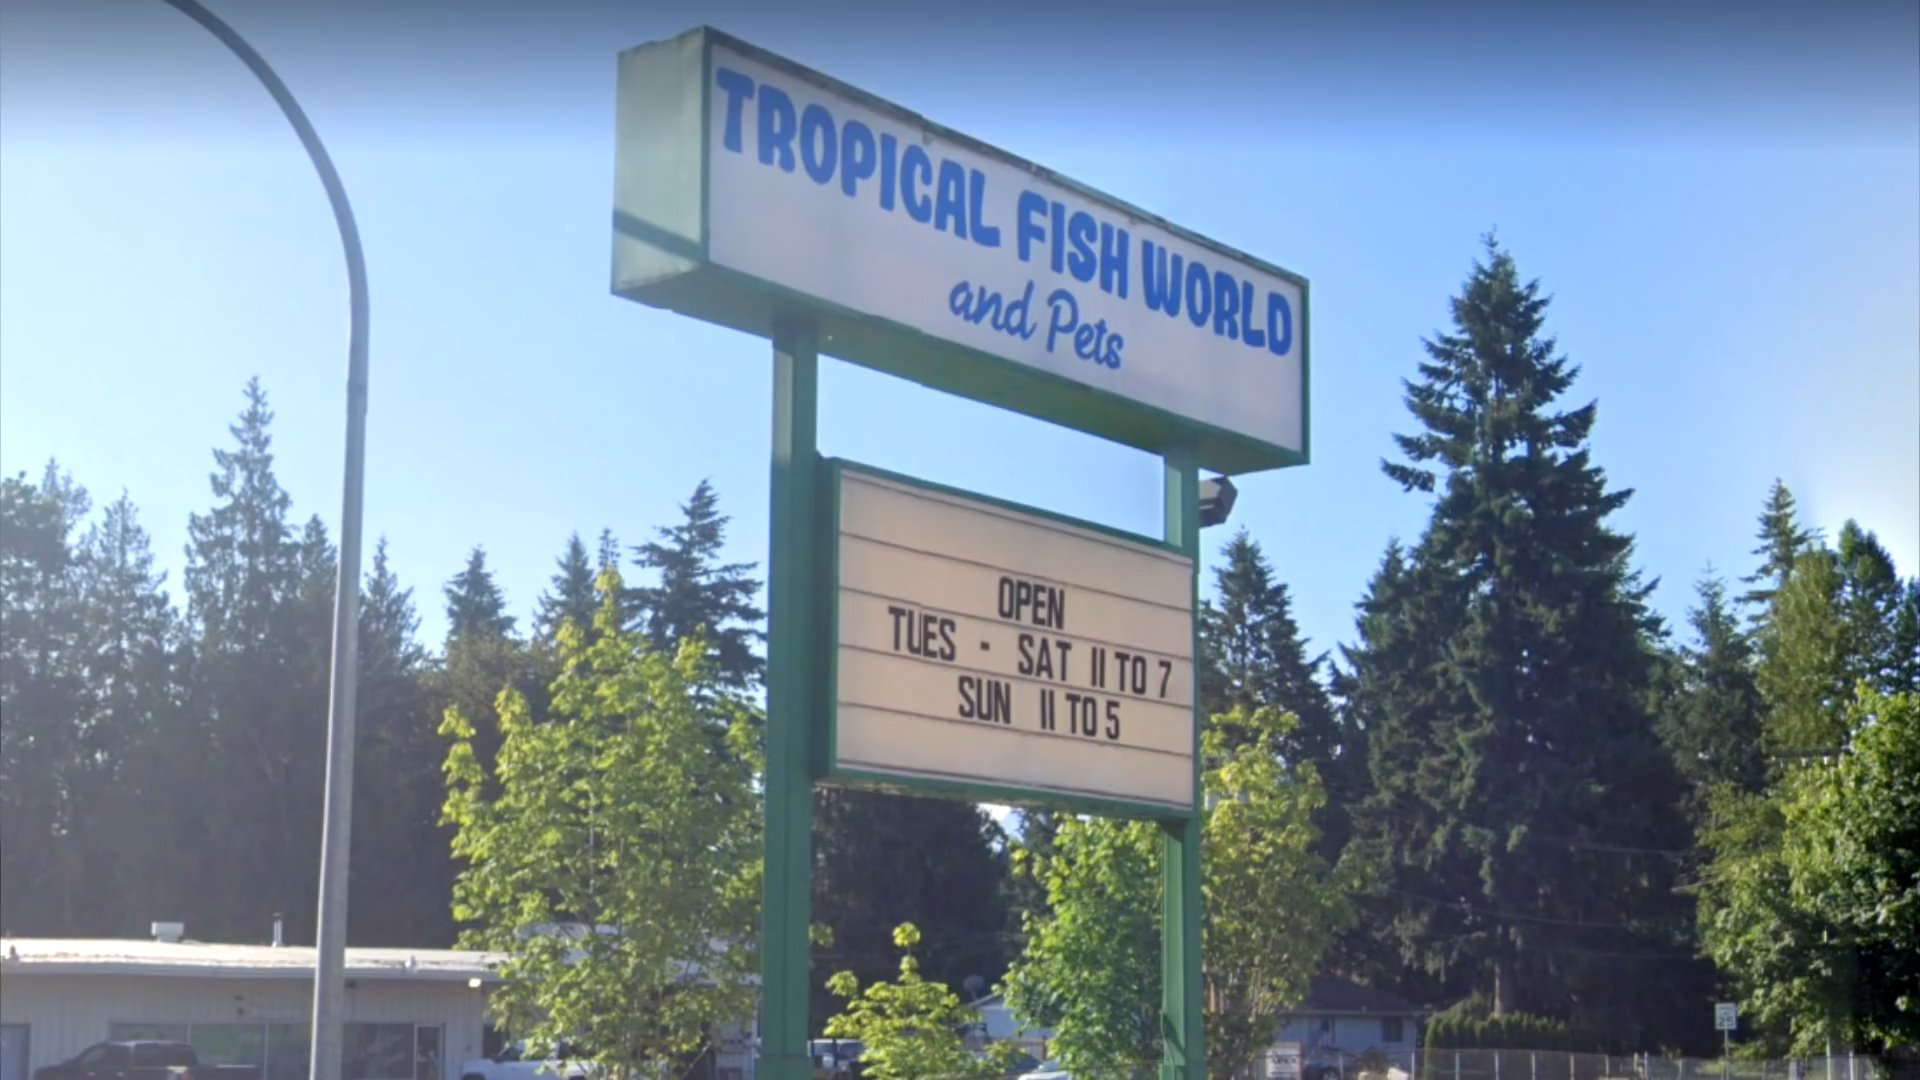 TROPICAL FISH WORLD
and Pets
OPEN
TUES - SAT 11 TO 7
SUN 11 TO 5